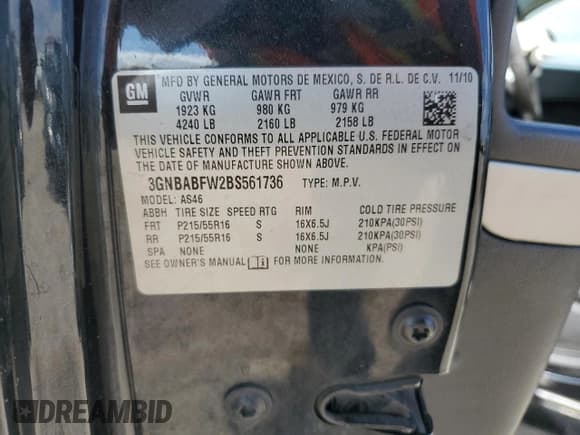 GM
MFD BY GENERAL MOTORS DE MEXICO, S. DE R.L. DE C.V. 11/10
GVWR GAWR FRT GAWR RR
1923 KG 980 KG 979 KG
4240 LB 2160 LB 2158 LB
THIS VEHICLE CONFORMS TO ALL APPLICABLE U.S. FEDERAL MOTOR
VEHICLE SAFETY AND THEFT PREVENTION STANDARDS IN EFFECT ON
THE DATE OF MANUFACTURE SHOWN ABOVE.
3GNBABFW2BS561736 TYPE: M.P.V.
MODEL: AS46
ABBH TIRE SIZE SPEED RTG RIM COLD TIRE PRESSURE
FRT P215/55R16 S 16X6.5J 210KPA(30PSI)
RR P215/55R16 S 16X6.5J 210KPA(30PSI)
SPA NONE NONE KPA(PSI)
SEE OWNER'S MANUAL FOR MORE INFORMATION.
DREAMBID